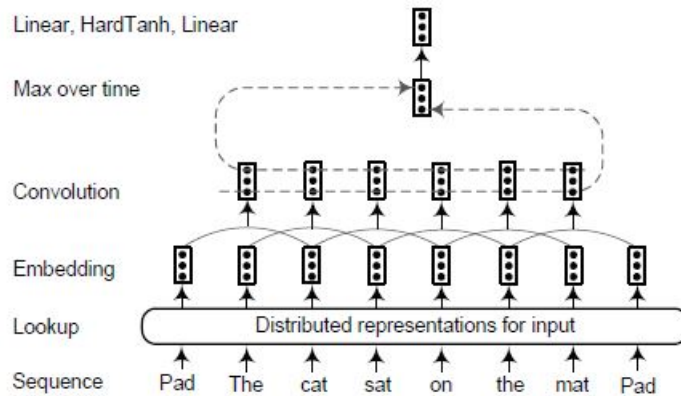 Linear, HardTanh, Linear
Max over time
Convolution
Embedding
Lookup Distributed representations for input
Sequence Pad The cat sat on the mat Pad